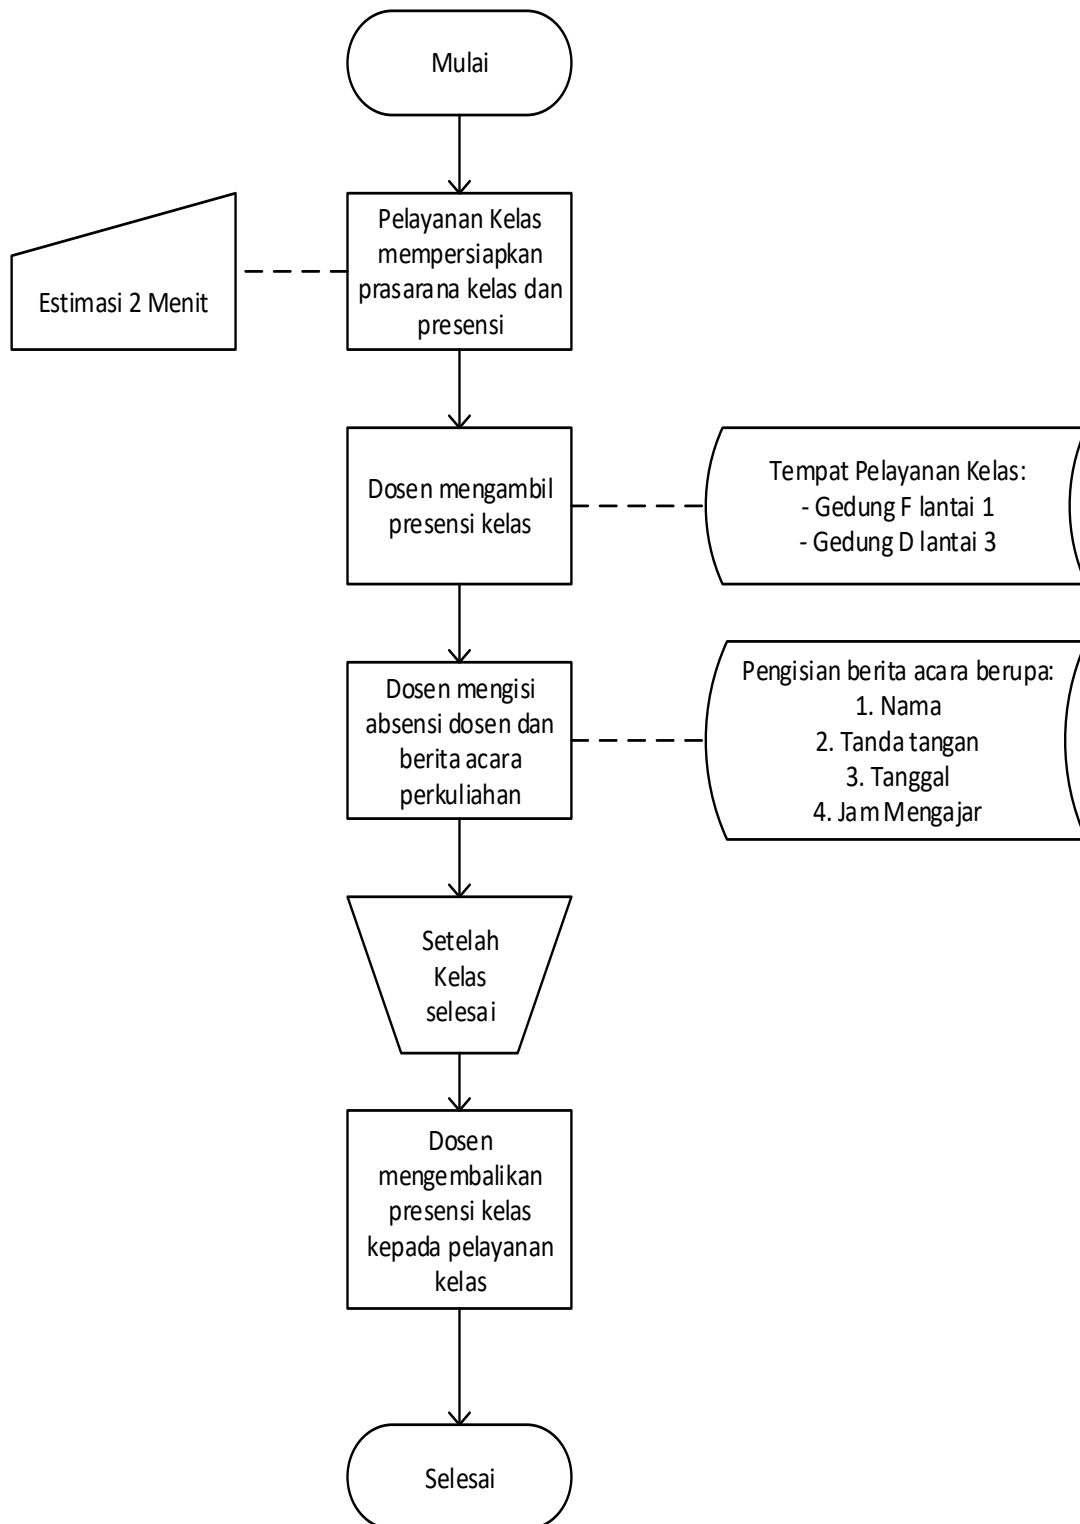 Mulai
Pelayanan Kelas
mempersiapkan
prasarana kelas dan
presensi
Estimasi 2 Menit
Dosen mengambil
presensi kelas
Tempat Pelayanan Kelas:
- Gedung F lantai 1
- Gedung D lantai 3
Dosen mengisi
absensi dosen dan
berita acara
perkuliahan
Pengisian berita acara berupa:
1. Nama
2. Tanda tangan
3. Tanggal
4. Jam Mengajar
Setelah
Kelas
selesai
Dosen
mengembalikan
presensi kelas
kepada pelayanan
kelas
Selesai